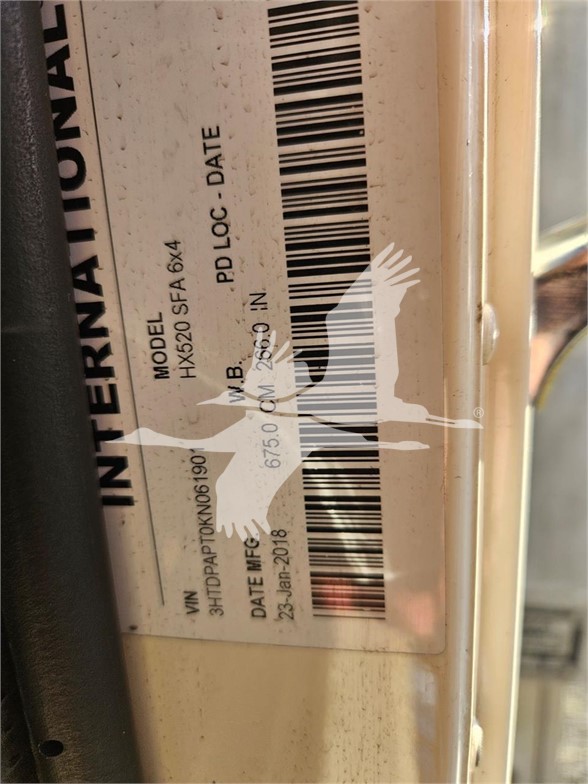 INTERNATIONAL
MODEL
HX520 SFA 6x4
VIN
3HTDPAPT0KN061901
W.B. PD LOC - DATE
DATE MFG. 675.0 CM 266.0 IN.
23-Jan-2018
®